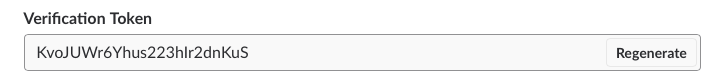 Verification Token
KvoJUWr6Yhus223hIr2dnKuS
Regenerate